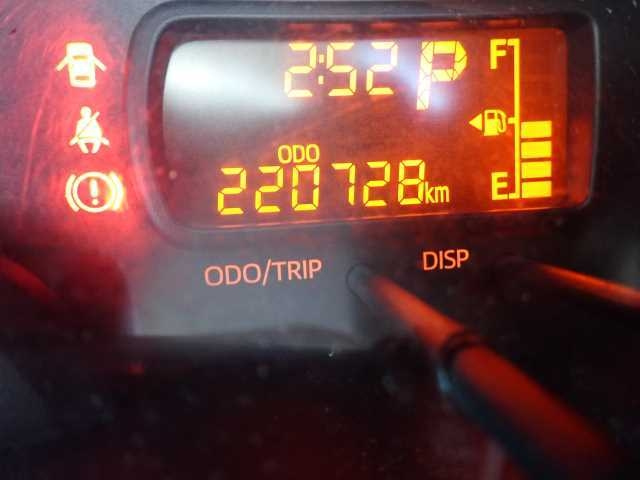 2:52 P F
ODO
220728km E
ODO/TRIP DISP